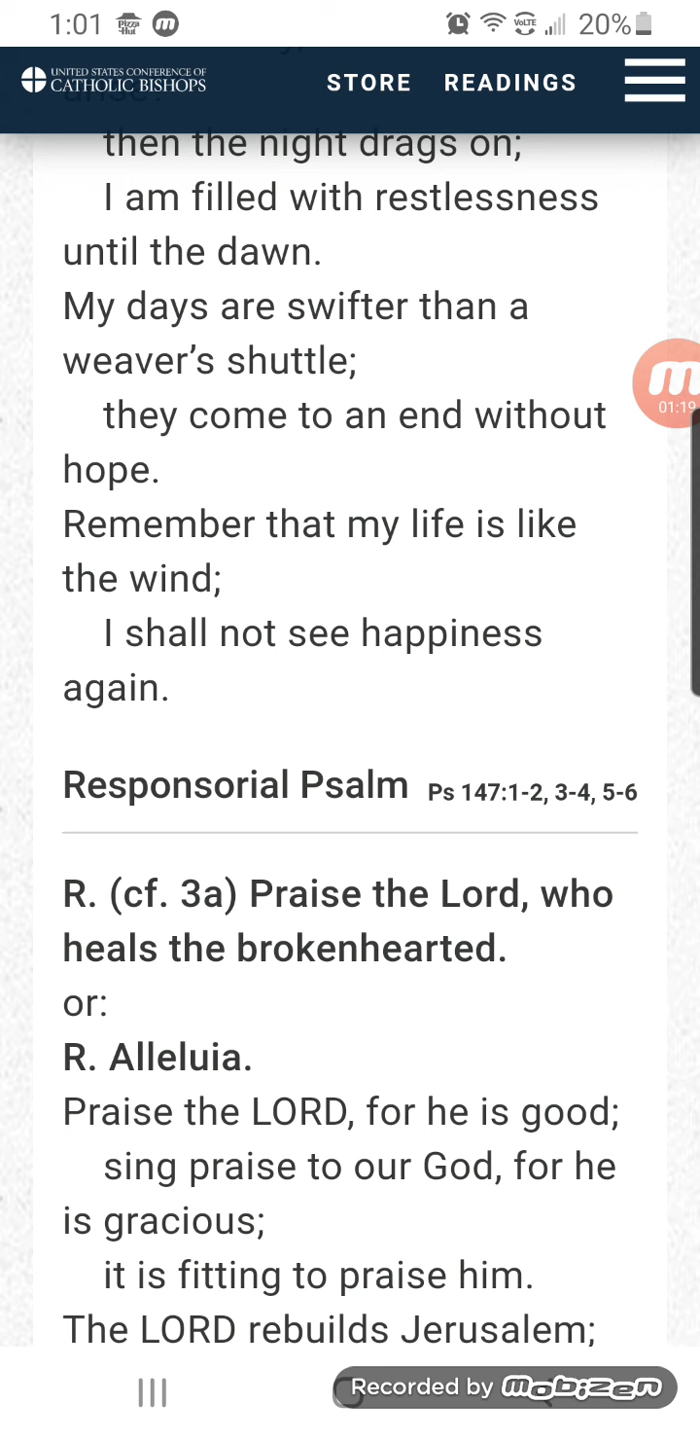 1:01 Pizza Hut m VoLTE 20%
UNITED STATES CONFERENCE OF
CATHOLIC BISHOPS
STORE READINGS
then the night drags on;
I am filled with restlessness
until the dawn.
My days are swifter than a
weaver’s shuttle;
m
01:19
they come to an end without
hope.
Remember that my life is like
the wind;
I shall not see happiness
again.
Responsorial Psalm Ps 147:1-2, 3-4, 5-6
R. (cf. 3a) Praise the Lord, who
heals the brokenhearted.
or:
R. Alleluia.
Praise the LORD, for he is good;
sing praise to our God, for he
is gracious;
it is fitting to praise him.
The LORD rebuilds Jerusalem;
Recorded by mobizen